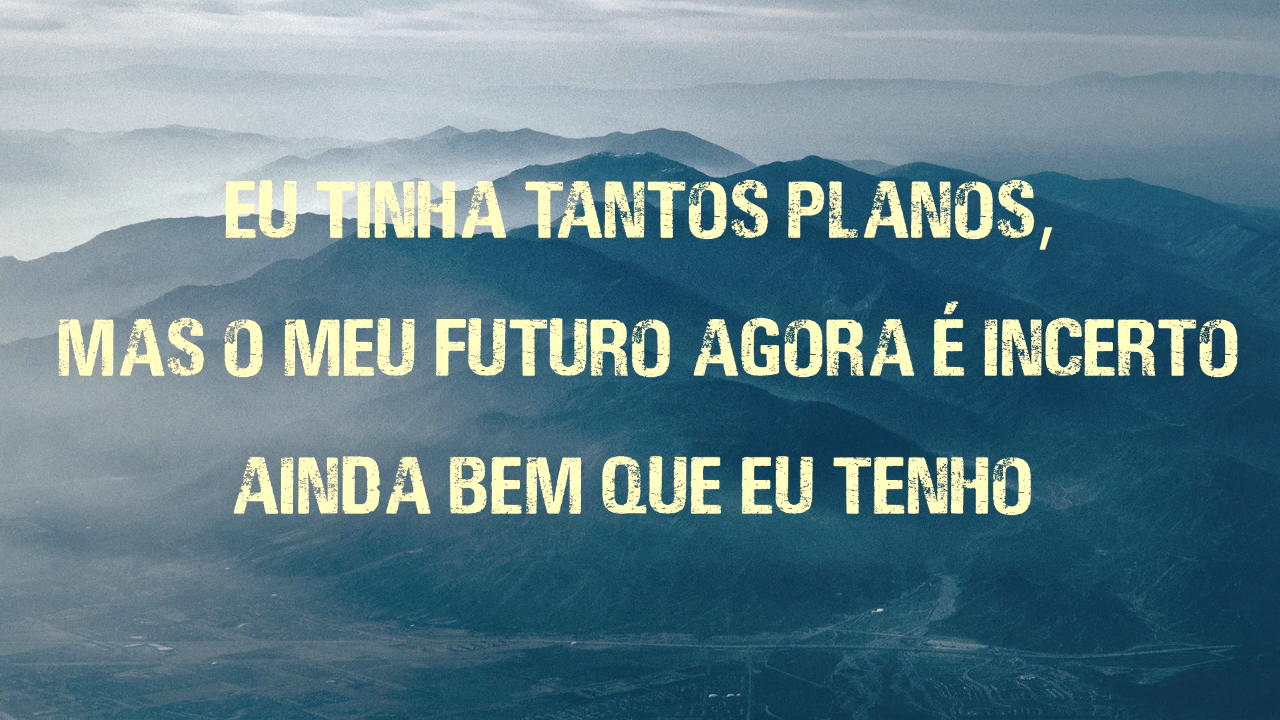 EU TINHA TANTOS PLANOS,
MAS O MEU FUTURO AGORA É INCERTO
AINDA BEM QUE EU TENHO